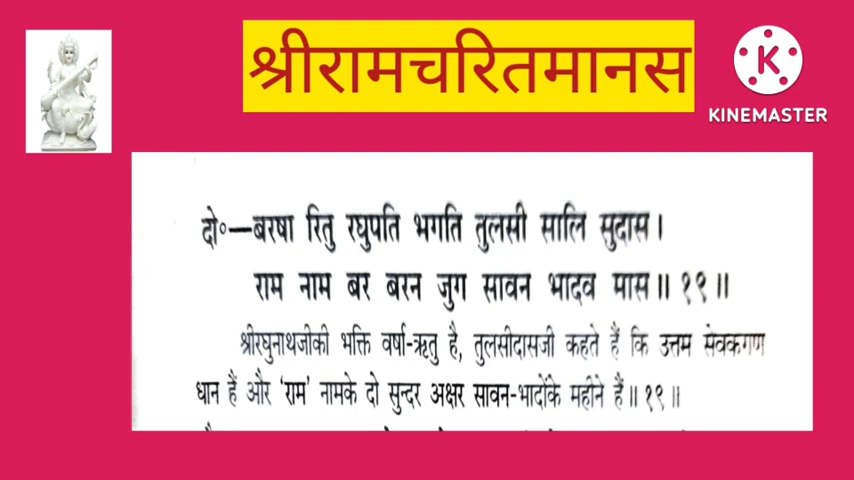 श्रीरामचरितमानस
KINEMASTER
दो०—बरषा रितु रघुपति भगति तुलसी सालि सुदास।
राम नाम बर बरन जुग सावन भादव मास॥ १९॥
श्रीरघुनाथजीकी भक्ति वर्षा-ऋतु है, तुलसीदासजी कहते हैं कि उत्तम सेवकगण
धान हैं और ‘राम’ नामके दो सुन्दर अक्षर सावन-भादोंके महीने हैं॥ १९॥